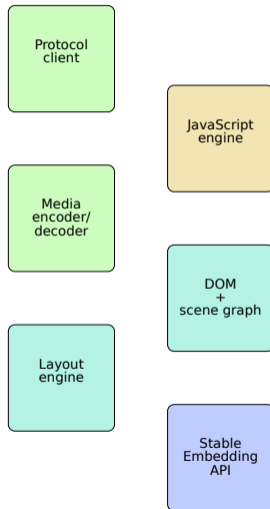 Protocol
client
JavaScript
engine
Media
encoder/
decoder
DOM
+
scene graph
Layout
engine
Stable
Embedding
API